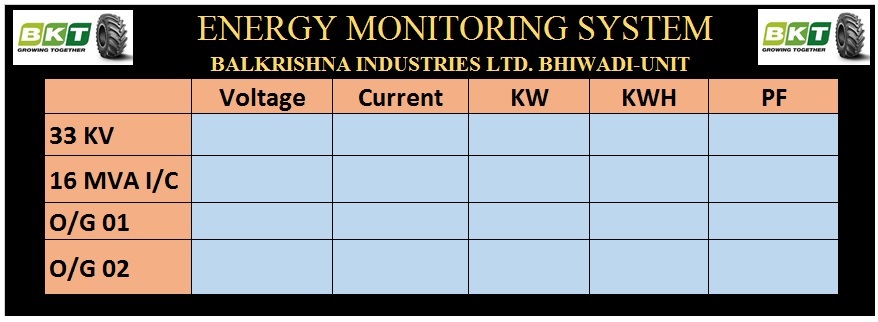 BKT
GROWING TOGETHER
ENERGY MONITORING SYSTEM
BALKRISHNA INDUSTRIES LTD. BHIWADI-UNIT
BKT
GROWING TOGETHER
Voltage Current KW KWH PF
33 KV
16 MVA I/C
O/G 01
O/G 02